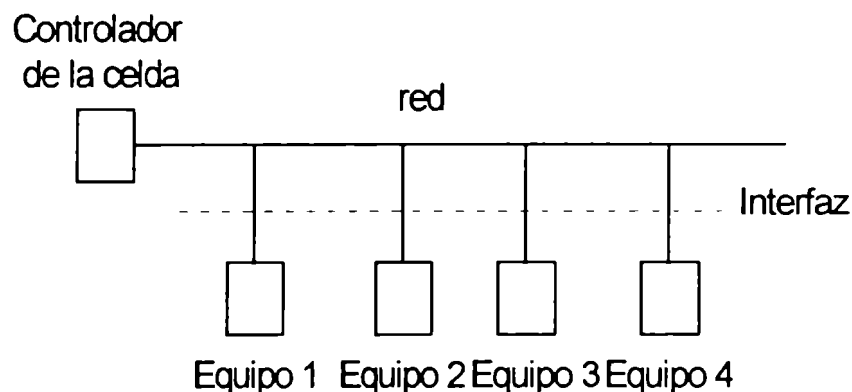 Controlador
de la celda
red
Interfaz
Equipo 1 Equipo 2 Equipo 3 Equipo 4